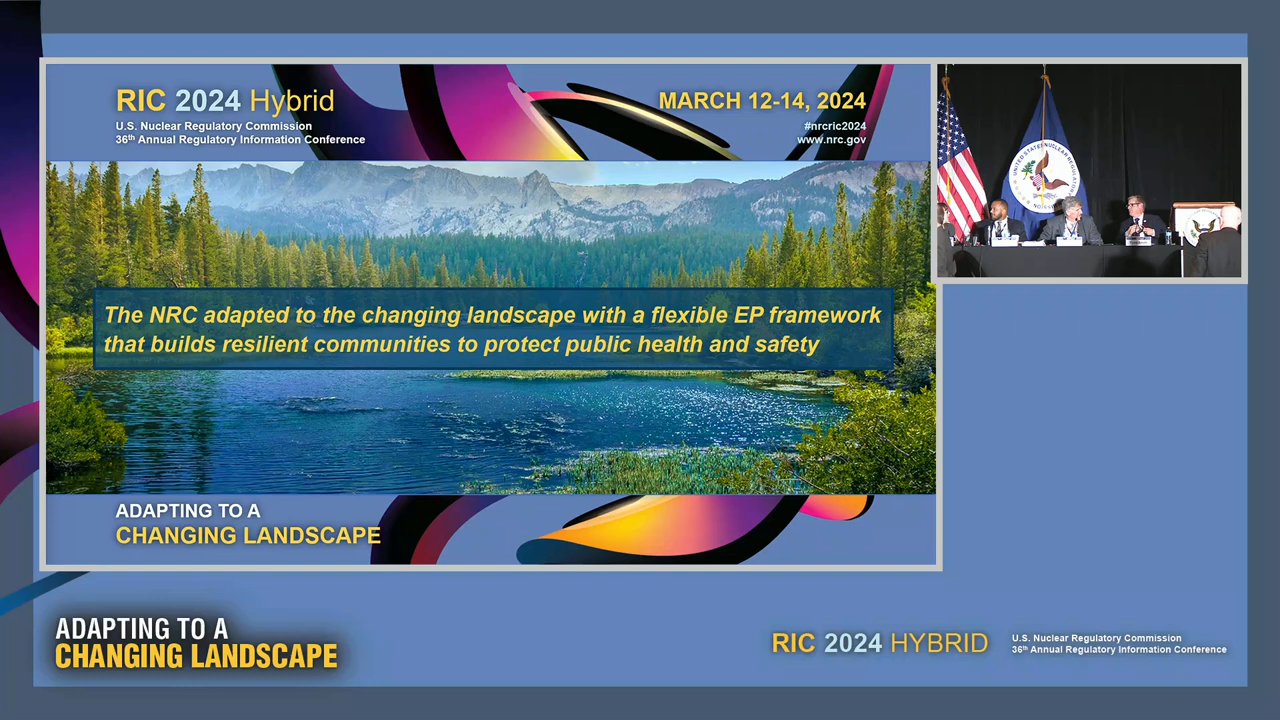 RIC 2024 Hybrid
U.S. Nuclear Regulatory Commission
36th Annual Regulatory Information Conference
MARCH 12-14, 2024
#nrcric2024
www.nrc.gov
The NRC adapted to the changing landscape with a flexible EP framework
that builds resilient communities to protect public health and safety
ADAPTING TO A
CHANGING LANDSCAPE
UNITED STATES NUCLEAR
ADAPTING TO A
CHANGING LANDSCAPE
RIC 2024 HYBRID
U.S. Nuclear Regulatory Commission
36th Annual Regulatory Information Conference